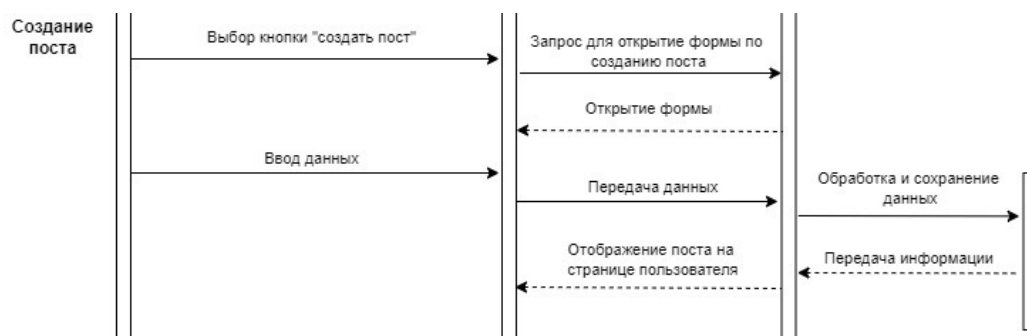 Создание
поста
Выбор кнопки "создать пост"
Запрос для открытие формы по
созданию поста
Открытие формы
Ввод данных
Передача данных
Обработка и сохранение
данных
Отображение поста на
странице пользователя
Передача информации